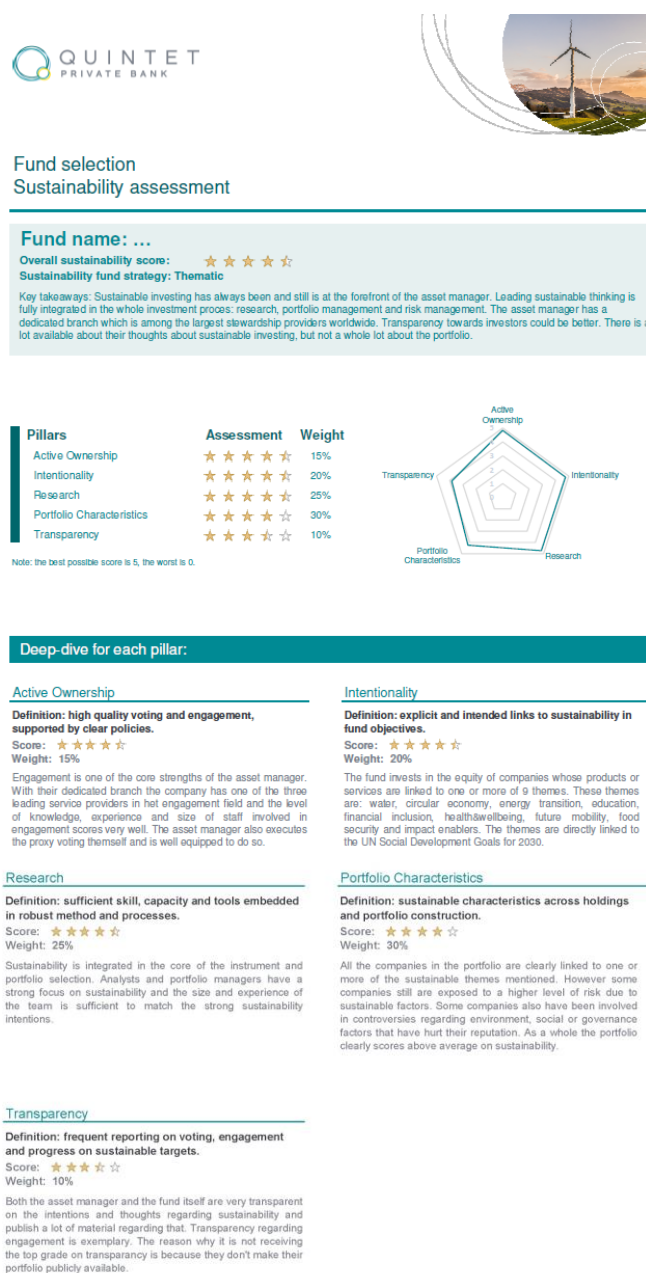 QUINTET
PRIVATE BANK
Fund selection
Sustainability assessment
Fund name: ...
Overall sustainability score:
Sustainability fund strategy: Thematic
Key takeaways: Sustainable investing has always been and still is at the forefront of the asset manager. Leading sustainable thinking is
fully integrated in the whole investment proces: research, portfolio management and risk management. The asset manager has a
dedicated branch which is among the largest stewardship providers worldwide. Transparency towards investors could be better. There is a
lot available about their thoughts about sustainable investing, but not a whole lot about the portfolio.
Pillars Assessment Weight
Active Ownership 15%
Intentionality 20%
Research 25%
Portfolio Characteristics 30%
Transparency 10%
Note: the best possible score is 5, the worst is 0.
Active
Ownership
5
4
3
2
1
0
Transparency
Intentionality
Portfolio
Characteristics
Research
Deep-dive for each pillar:
Active Ownership
Definition: high quality voting and engagement,
supported by clear policies.
Score:
Weight: 15%
Engagement is one of the core strengths of the asset manager.
With their dedicated branch the company has one of the three
leading service providers in het engagement field and the level
of knowledge, experience and size of staff involved in
engagement scores very well. The asset manager also executes
the proxy voting themself and is well equipped to do so.
Intentionality
Definition: explicit and intended links to sustainability in
fund objectives.
Score:
Weight: 20%
The fund invests in the equity of companies whose products or
services are linked to one or more of 9 themes. These themes
are: water, circular economy, energy transition, education,
financial inclusion, health&wellbeing, future mobility, food
security and impact enablers. The themes are directly linked to
the UN Social Development Goals for 2030.
Research
Definition: sufficient skill, capacity and tools embedded
in robust method and processes.
Score:
Weight: 25%
Sustainability is integrated in the core of the instrument and
portfolio selection. Analysts and portfolio managers have a
strong focus on sustainability and the size and experience of
the team is sufficient to match the strong sustainability
intentions.
Portfolio Characteristics
Definition: sustainable characteristics across holdings
and portfolio construction.
Score:
Weight: 30%
All the companies in the portfolio are clearly linked to one or
more of the sustainable themes mentioned. However some
companies still are exposed to a higher level of risk due to
sustainable factors. Some companies also have been involved
in controversies regarding environment, social or governance
factors that have hurt their reputation. As a whole the portfolio
clearly scores above average on sustainability.
Transparency
Definition: frequent reporting on voting, engagement
and progress on sustainable targets.
Score:
Weight: 10%
Both the asset manager and the fund itself are very transparent
on the intentions and thoughts regarding sustainability and
publish a lot of material regarding that. Transparency regarding
engagement is exemplary. The reason why it is not receiving
the top grade on transparancy is because they don't make their
portfolio publicly available.